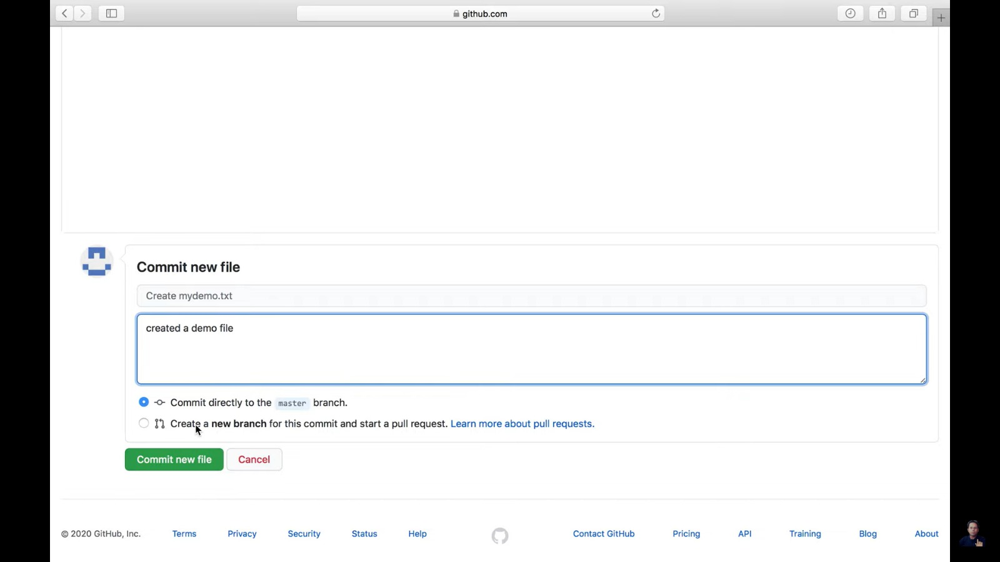 github.com
Commit new file
Create mydemo.txt
created a demo file
Commit directly to the master branch.
Create a new branch for this commit and start a pull request. Learn more about pull requests.
Commit new file Cancel
© 2020 GitHub, Inc. Terms Privacy Security Status Help Contact GitHub Pricing API Training Blog About